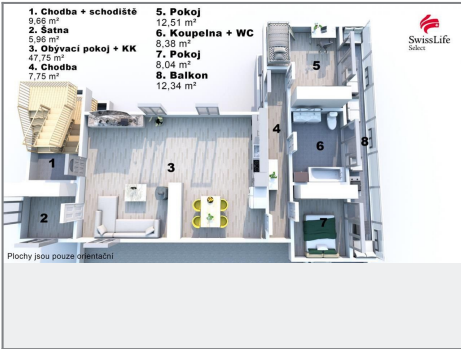 1. Chodba + schodiště
9,66 m²
2. Šatna
5,96 m²
3. Obývací pokoj + KK
47,75 m²
4. Chodba
7,75 m²
5. Pokoj
12,51 m²
6. Koupelna + WC
8,38 m²
7. Pokoj
8,04 m²
8. Balkon
12,34 m²
SwissLife
Select
5
4
8
6
1
3
2
7
Plochy jsou pouze orientační